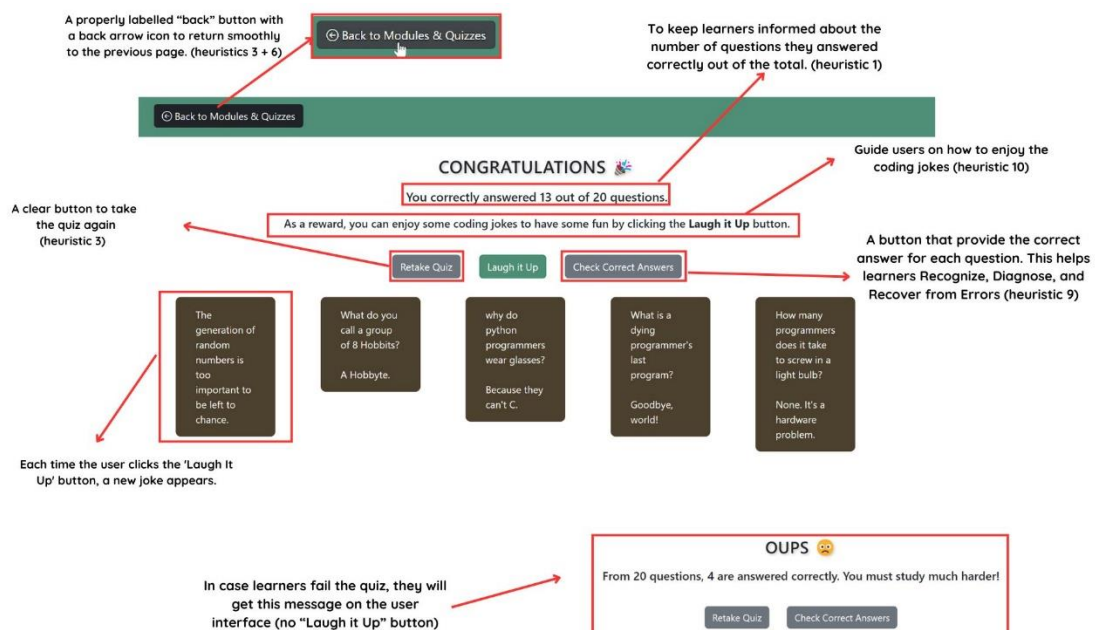 A properly labelled “back” button with
a back arrow icon to return smoothly
to the previous page. (heuristics 3 + 6)
Back to Modules & Quizzes
To keep learners informed about the
number of questions they answered
correctly out of the total. (heuristic 1)
Back to Modules & Quizzes
Guide users on how to enjoy the
coding jokes (heuristic 10)
CONGRATULATIONS 🎉
You correctly answered 13 out of 20 questions.
As a reward, you can enjoy some coding jokes to have some fun by clicking the Laugh it Up button.
A clear button to take
the quiz again
(heuristic 3)
A button that provide the correct
answer for each question. This helps
learners Recognize, Diagnose, and
Recover from Errors (heuristic 9)
Retake Quiz
Laugh it Up
Check Correct Answers
The
generation of
random
numbers is
too
important to
be left to
chance.
What do you
call a group
of 8 Hobbits?
A Hobbyte.
why do
python
programmers
wear glasses?
Because they
can't C.
What is a
dying
programmer's
last
program?
Goodbye,
world!
How many
programmers
does it take
to screw in a
light bulb?
None. It's a
hardware
problem.
Each time the user clicks the 'Laugh It
Up' button, a new joke appears.
In case learners fail the quiz, they will
get this message on the user
interface (no “Laugh it Up” button)
OUPS 😟
From 20 questions, 4 are answered correctly. You must study much harder!
Retake Quiz
Check Correct Answers